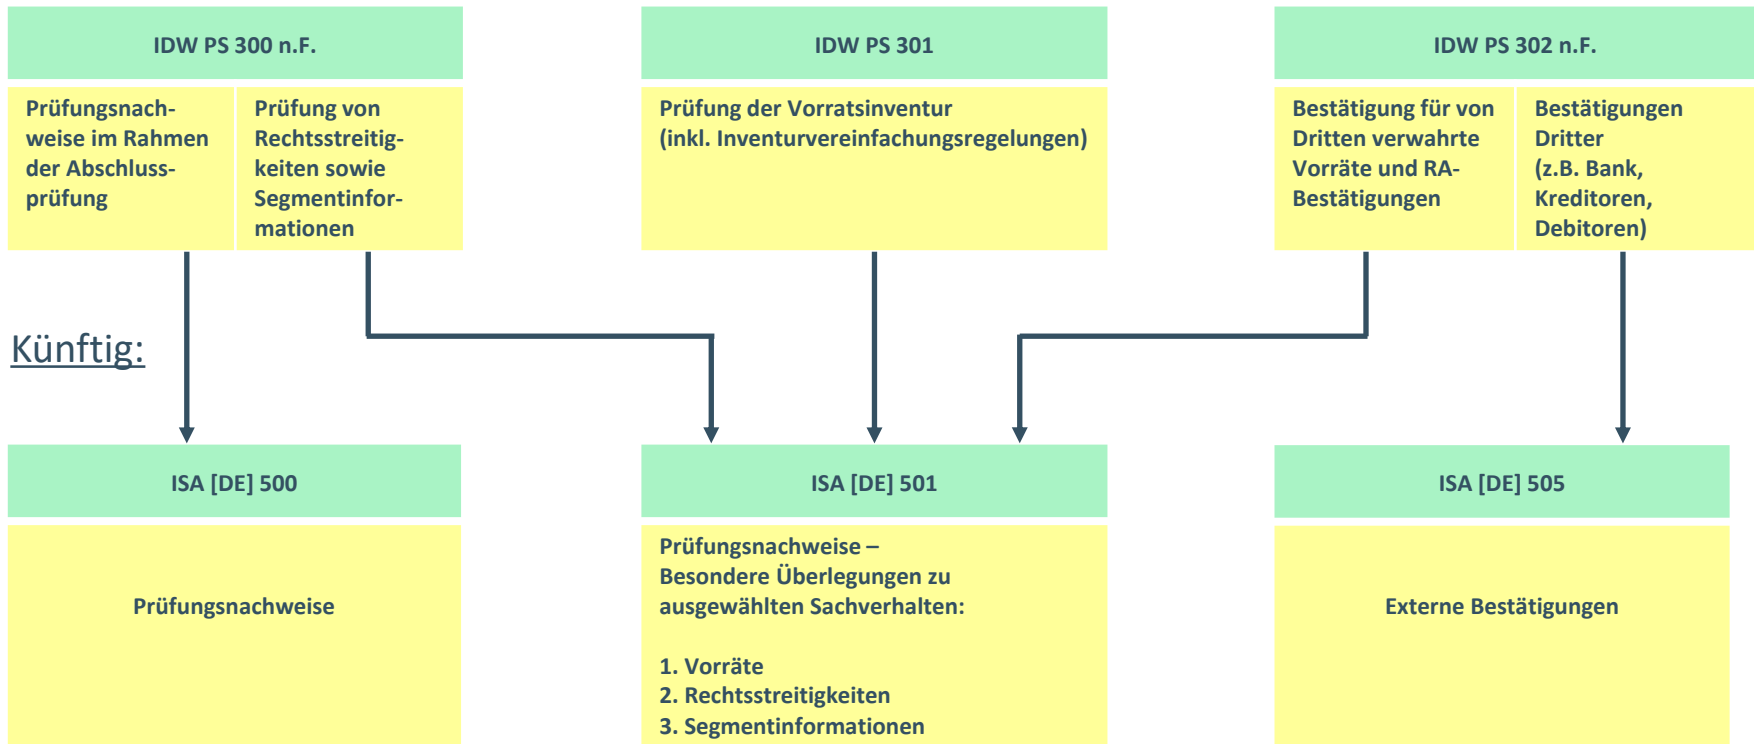 IDW PS 300 n.F.
Prüfungsnach-
weise im Rahmen
der Abschluss-
prüfung
Prüfung von
Rechtsstreitig-
keiten sowie
Segmentinfor-
mationen
IDW PS 301
Prüfung der Vorratsinventur
(inkl. Inventurvereinfachungsregelungen)
IDW PS 302 n.F.
Bestätigung für von
Dritten verwahrte
Vorräte und RA-
Bestätigungen
Bestätigungen
Dritter
(z.B. Bank,
Kreditoren,
Debitoren)
Künftig:
ISA [DE] 500
Prüfungsnachweise
ISA [DE] 501
Prüfungsnachweise –
Besondere Überlegungen zu
ausgewählten Sachverhalten:
1. Vorräte
2. Rechtsstreitigkeiten
3. Segmentinformationen
ISA [DE] 505
Externe Bestätigungen